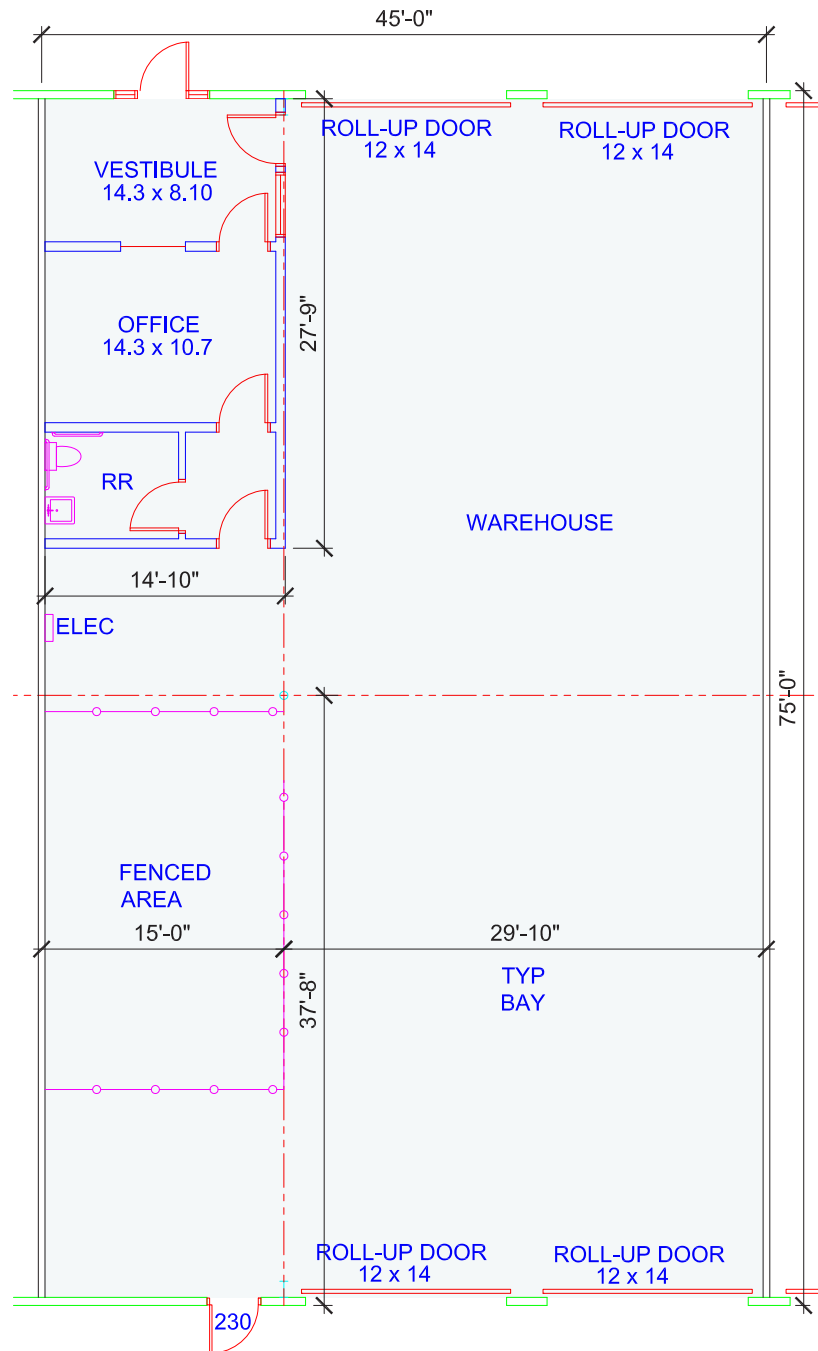 45'-0"
ROLL-UP DOOR
12 x 14
ROLL-UP DOOR
12 x 14
VESTIBULE
14.3 x 8.10
OFFICE
14.3 x 10.7
27'-9"
RR
WAREHOUSE
14'-10"
ELEC
75'-0"
FENCED
AREA
15'-0"
29'-10"
37'-8"
TYP
BAY
ROLL-UP DOOR
12 x 14
ROLL-UP DOOR
12 x 14
230